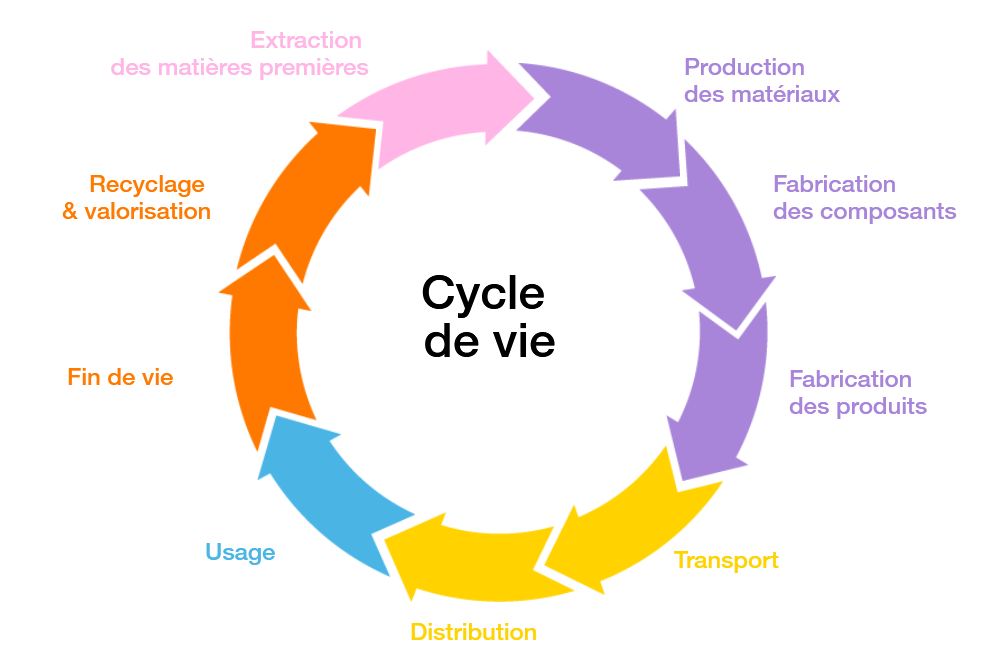 Extraction
des matières premières
Production
des matériaux
Fabrication
des composants
Fabrication
des produits
Transport
Distribution
Usage
Fin de vie
Recyclage
& valorisation
Cycle
de vie